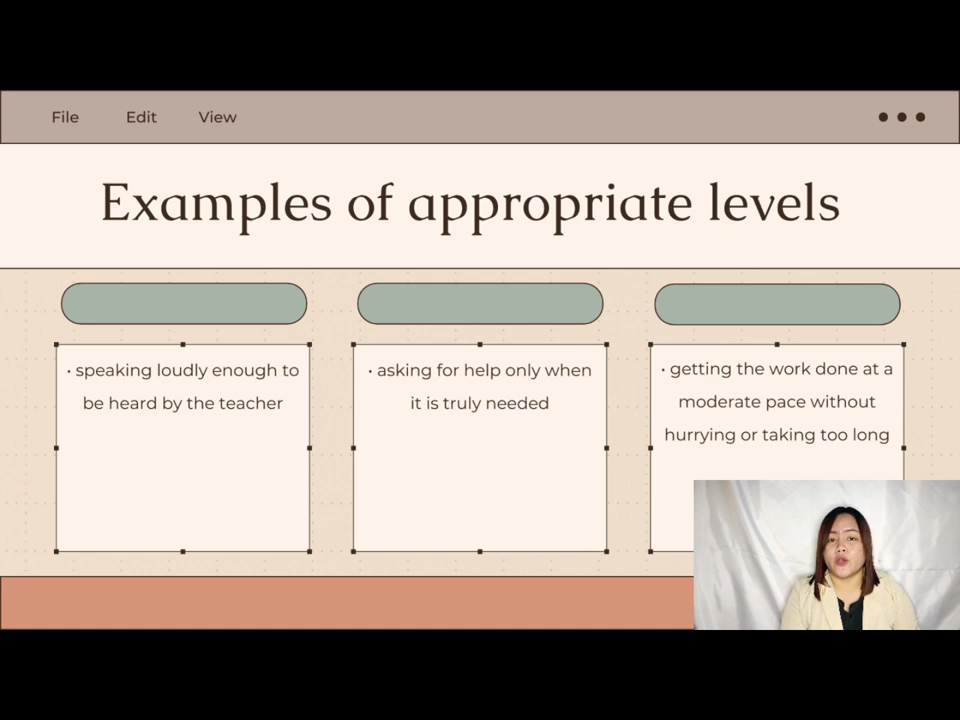 File Edit View
Examples of appropriate levels
• speaking loudly enough to
be heard by the teacher
• asking for help only when
it is truly needed
• getting the work done at a
moderate pace without
hurrying or taking too long